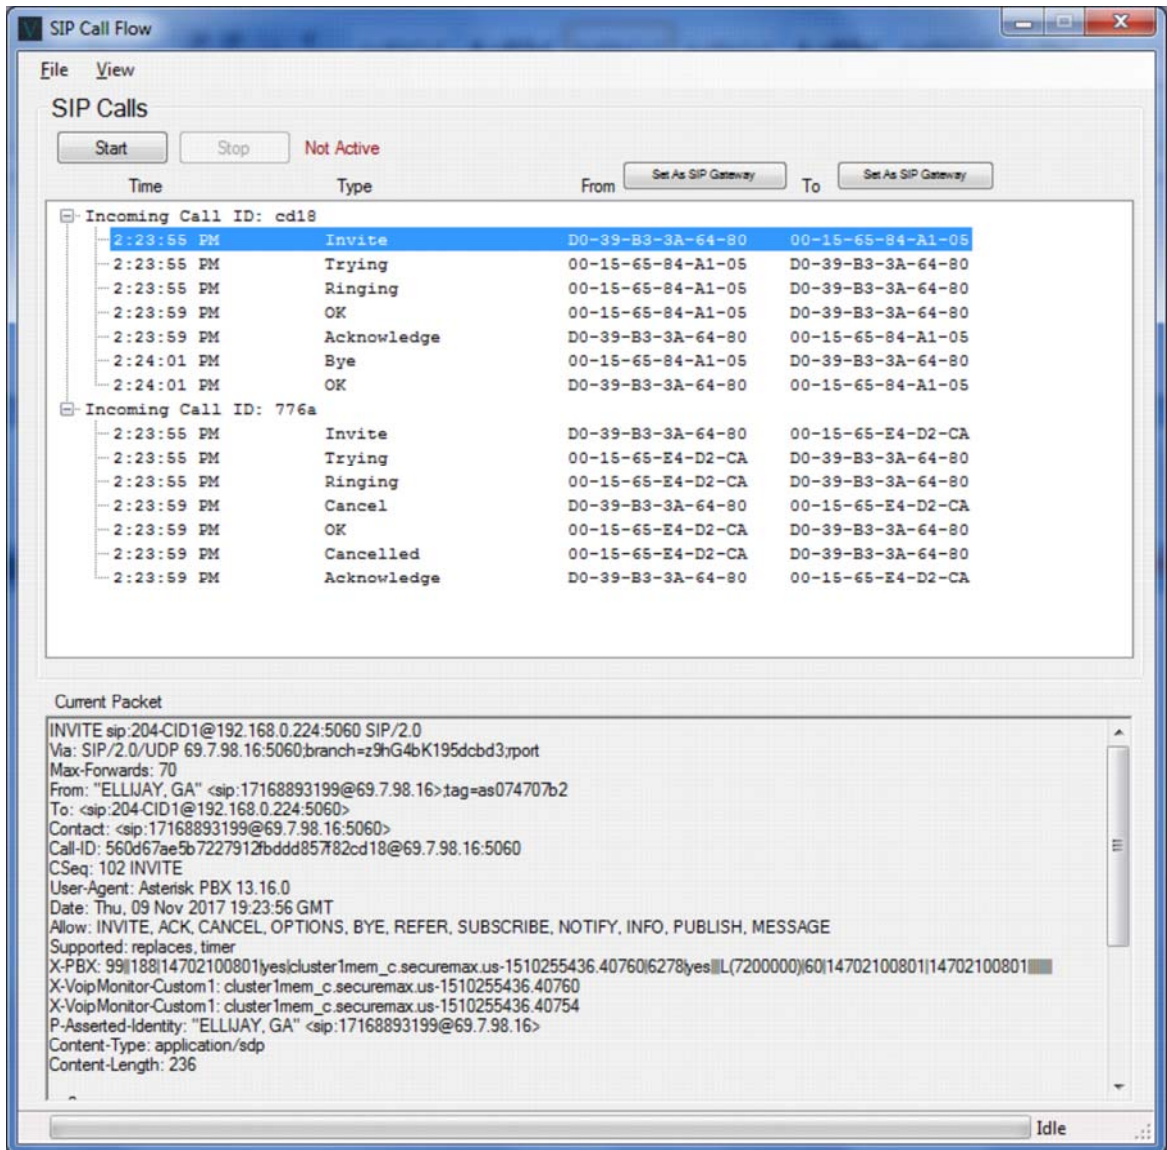 SIP Call Flow
File View
SIP Calls
Start Stop Not Active
Time Type From Set As SIP Gateway To Set As SIP Gateway
Incoming Call ID: cd18
2:23:55 PM Invite D0-39-B3-3A-64-80 00-15-65-84-A1-05
2:23:55 PM Trying 00-15-65-84-A1-05 D0-39-B3-3A-64-80
2:23:55 PM Ringing 00-15-65-84-A1-05 D0-39-B3-3A-64-80
2:23:59 PM OK 00-15-65-84-A1-05 D0-39-B3-3A-64-80
2:23:59 PM Acknowledge D0-39-B3-3A-64-80 00-15-65-84-A1-05
2:24:01 PM Bye 00-15-65-84-A1-05 D0-39-B3-3A-64-80
2:24:01 PM OK D0-39-B3-3A-64-80 00-15-65-84-A1-05
Incoming Call ID: 776a
2:23:55 PM Invite D0-39-B3-3A-64-80 00-15-65-E4-D2-CA
2:23:55 PM Trying 00-15-65-E4-D2-CA D0-39-B3-3A-64-80
2:23:55 PM Ringing 00-15-65-E4-D2-CA D0-39-B3-3A-64-80
2:23:59 PM Cancel D0-39-B3-3A-64-80 00-15-65-E4-D2-CA
2:23:59 PM OK 00-15-65-E4-D2-CA D0-39-B3-3A-64-80
2:23:59 PM Cancelled 00-15-65-E4-D2-CA D0-39-B3-3A-64-80
2:23:59 PM Acknowledge D0-39-B3-3A-64-80 00-15-65-E4-D2-CA
Current Packet
INVITE sip:204-CID1@192.168.0.224:5060 SIP/2.0
Via: SIP/2.0/UDP 69.7.98.16:5060;branch=z9hG4bK195dcbd3;rport
Max-Forwards: 70
From: "ELLIJAY, GA" <sip:17168893199@69.7.98.16>;tag=as074707b2
To: <sip:204-CID1@192.168.0.224:5060>
Contact: <sip:17168893199@69.7.98.16:5060>
Call-ID: 560d67ae5b7227912fbddd857f82cd18@69.7.98.16:5060
CSeq: 102 INVITE
User-Agent: Asterisk PBX 13.16.0
Date: Thu, 09 Nov 2017 19:23:56 GMT
Allow: INVITE, ACK, CANCEL, OPTIONS, BYE, REFER, SUBSCRIBE, NOTIFY, INFO, PUBLISH, MESSAGE
Supported: replaces, timer
X-PBX: 99||188|14702100801|yes|cluster1mem_c.securemax.us-1510255436.40760|6278|yes||||L(7200000)|60|14702100801|14702100801
X-VoipMonitor-Custom1: cluster1mem_c.securemax.us-1510255436.40760
X-VoipMonitor-Custom1: cluster1mem_c.securemax.us-1510255436.40754
P-Asserted-Identity: "ELLIJAY, GA" <sip:17168893199@69.7.98.16>
Content-Type: application/sdp
Content-Length: 236
Idle